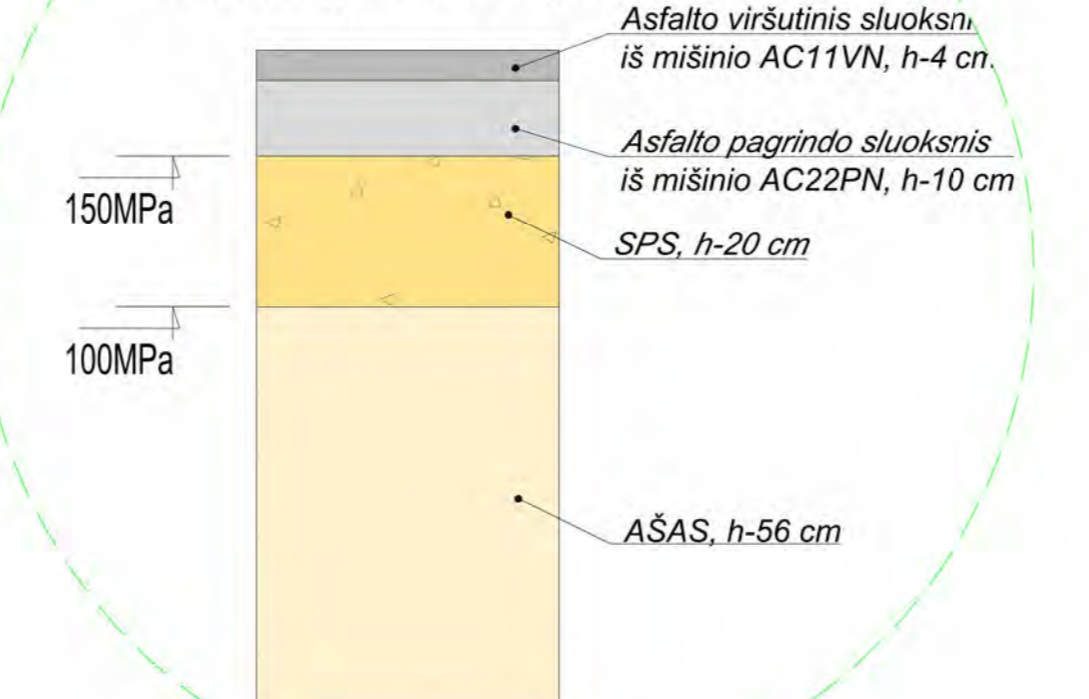 Asfalto viršutinis sluoksni
iš mišinio AC11VN, h-4 cm.
Asfalto pagrindo sluoksnis
iš mišinio AC22PN, h-10 cm
150MPa
SPS, h-20 cm
100MPa
AŠAS, h-56 cm